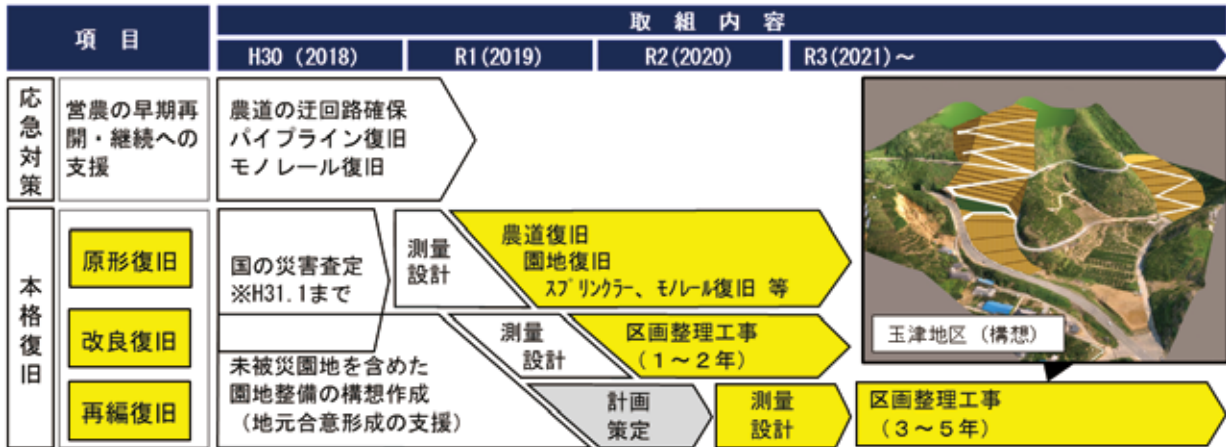 項 目
取 組 内 容
H30 (2018)
R1(2019)
R2(2020)
R3(2021)～
応急対策
営農の早期再
開・継続への
支援
農道の迂回路確保
パイプライン復旧
モノレール復旧
本格復旧
原形復旧
国の災害査定
※H31.1まで
測量
設計
農道復旧
園地復旧
ｽﾌﾟﾘﾝｸﾗｰ、ﾓﾉﾚｰﾙ復旧 等
改良復旧
測量
設計
区画整理工事
（１～２年）
再編復旧
未被災園地を含めた
園地整備の構想作成
（地元合意形成の支援）
計画
策定
測量
設計
区画整理工事
（３～５年）
玉津地区（構想）